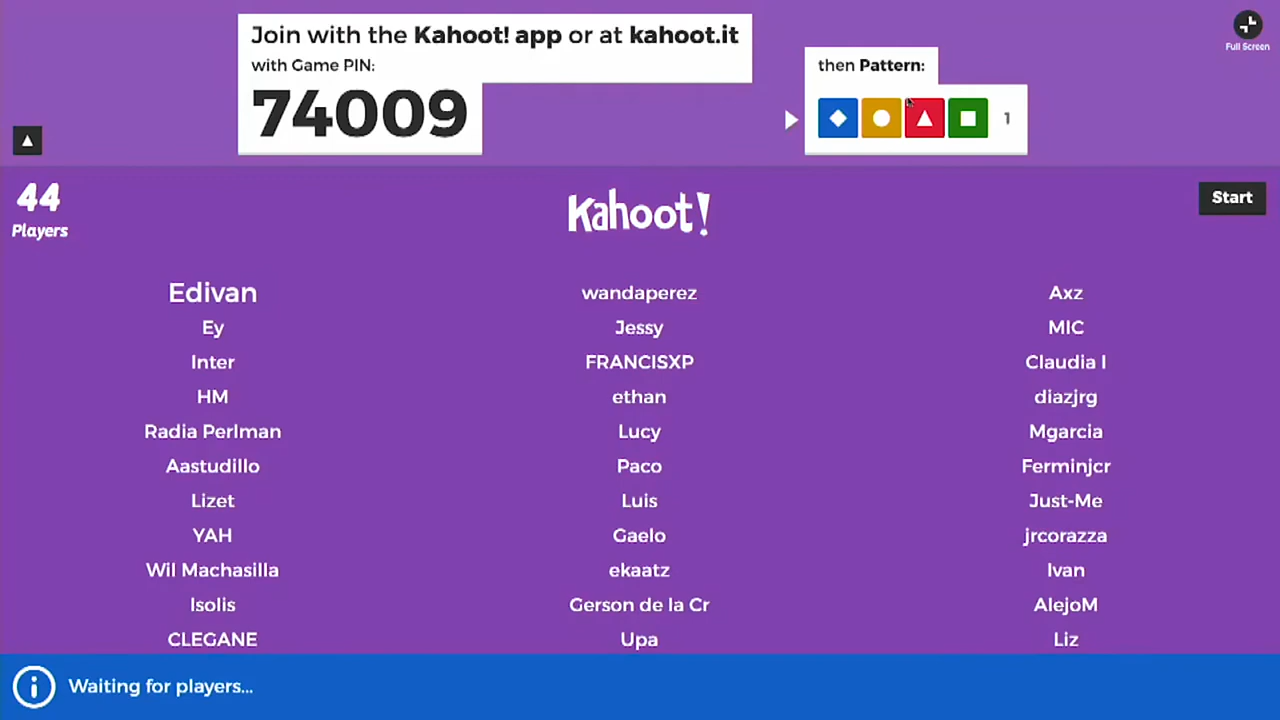 Join with the Kahoot! app or at kahoot.it
with Game PIN:
74009
then Pattern:
1
Full Screen
44
Players
Kahoot!
Start
Edivan
wandaperez
Axz
Ey
Jessy
MIC
Inter
FRANCISXP
Claudia I
HM
ethan
diazjrg
Radia Perlman
Lucy
Mgarcia
Aastudillo
Paco
Ferminjcr
Lizet
Luis
Just-Me
YAH
Gaelo
jrcorazza
Wil Machasilla
ekaatz
Ivan
Isolis
Gerson de la Cr
AlejoM
CLEGANE
Upa
Liz
Waiting for players...